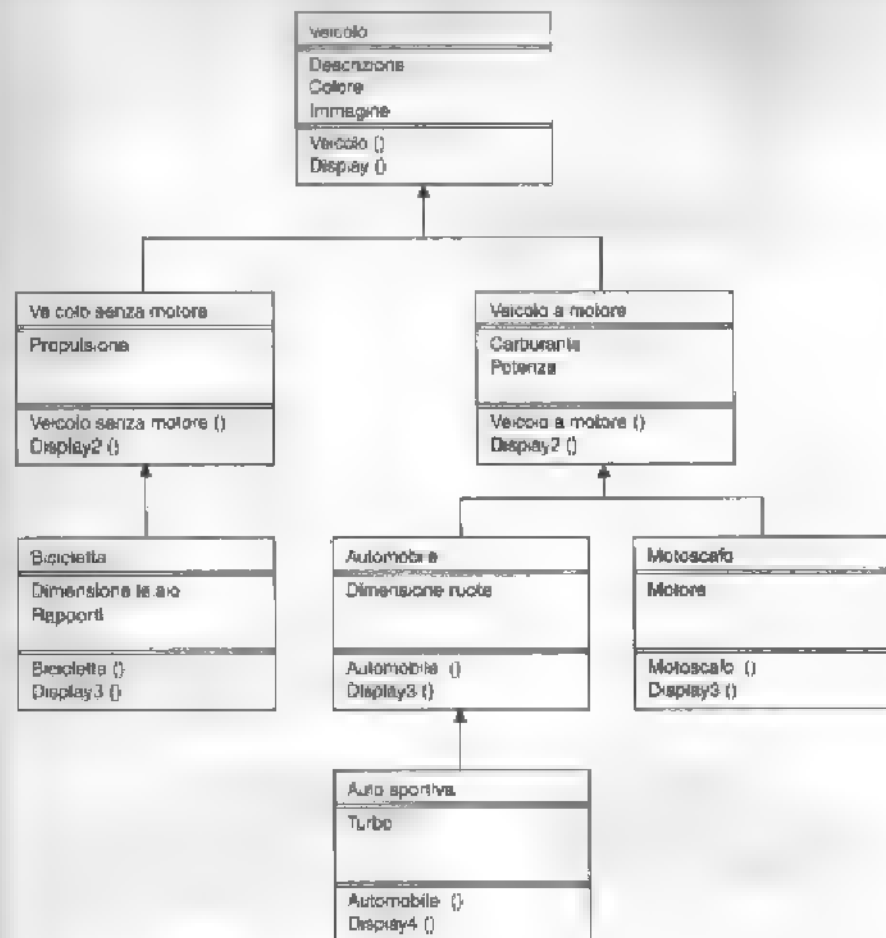 Veicolo
Descrizione
Colore
Immagine
Veicolo ()
Display ()
Veicolo senza motore
Propulsione
Veicolo senza motore ()
Display2 ()
Veicolo a motore
Carburante
Potenza
Veicolo a motore ()
Display2 ()
Bicicletta
Dimensione telaio
Rapporti
Bicicletta ()
Display3 ()
Automobile
Dimensione ruote
Automobile ()
Display3 ()
Motoscafo
Motore
Motoscafo ()
Display3 ()
Auto sportiva
Turbo
Automobile ()
Display4 ()